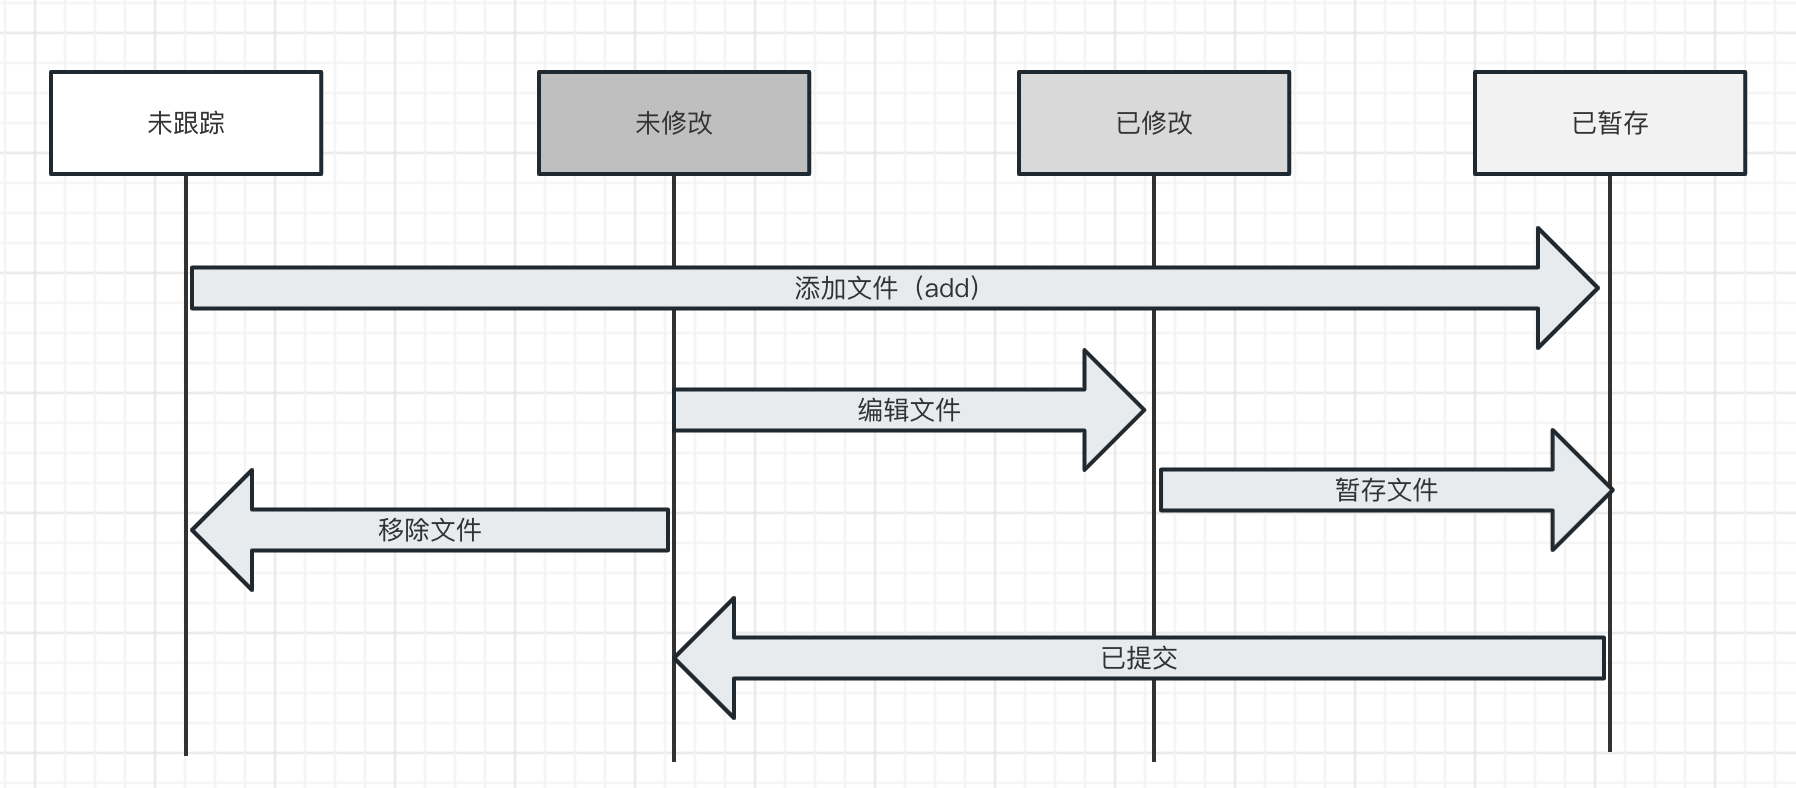 未跟踪
未修改
已修改
已暂存
添加文件（add）
编辑文件
暂存文件
移除文件
已提交